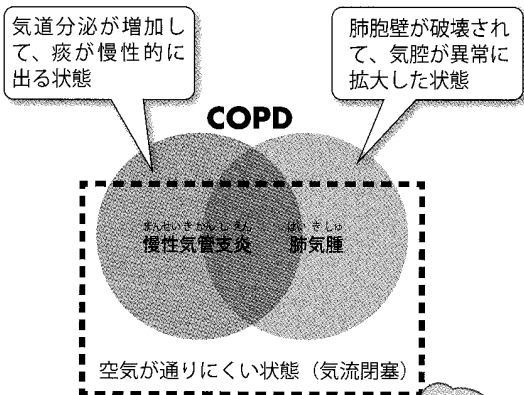 気道分泌が増加し
て、痰が慢性的に
出る状態
肺胞壁が破壊され
て、気腔が異常に
拡大した状態
COPD
まんせい き かん し えん
慢性気管支炎
はい き しゅ
肺気腫
空気が通りにくい状態（気流閉塞）